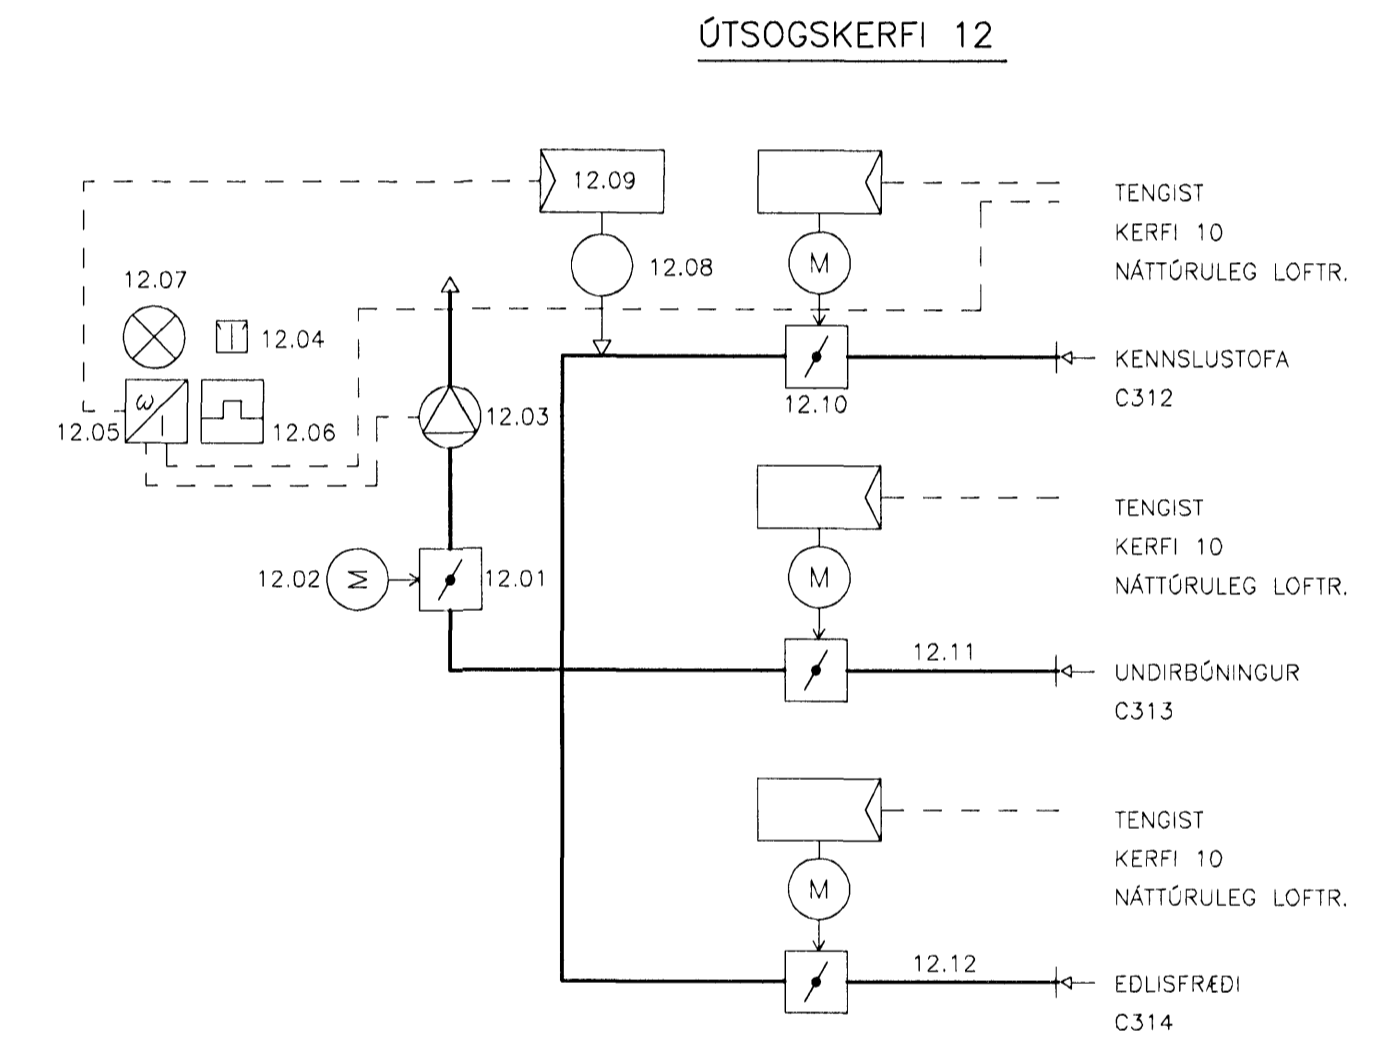 ÚTSOGSKERFI 12
12.09
TENGIST
KERFI 10
NÁTTÚRULEG LOFTR.
12.08
M
12.07
12.04
KENNSLUSTOFA
C312
12.10
ω
I
12.05
12.06
12.03
TENGIST
KERFI 10
NÁTTÚRULEG LOFTR.
M
12.02
M
12.01
12.11
UNDIRBÚNINGUR
C313
TENGIST
KERFI 10
NÁTTÚRULEG LOFTR.
M
12.12
EDLISFRÆDI
C314